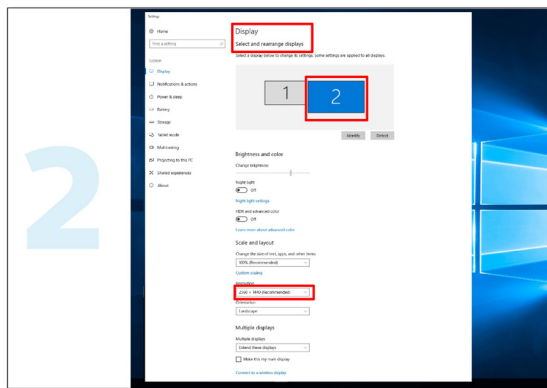 2
Settings
Home
Find a setting
SYSTEM
Display
Notifications & actions
Power & sleep
Battery
Storage
Tablet mode
Multitasking
Projecting to this PC
Shared experiences
About
Display
Select and rearrange displays
Select a display below to change its settings. Some settings are applied to all displays.
1
2
Identify
Detect
Brightness and color
Change brightness
Night light
Off
Night light settings
HDR and advanced color
Off
Learn more about advanced color
Scale and layout
Change the size of text, apps, and other items
100% (Recommended)
Custom scaling
Resolution
2560 × 1440 (Recommended)
Orientation
Landscape
Multiple displays
Multiple displays
Extend these displays
Make this my main display
Connect to a wireless display